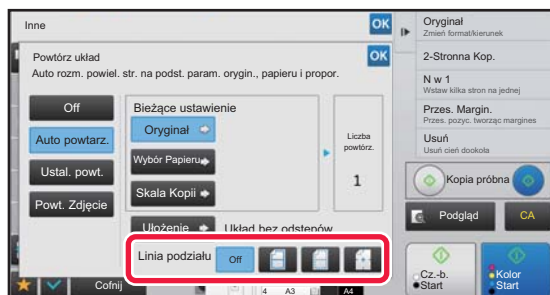 Inne
OK
Powtórz układ
OK
Auto rozm. powiel. str. na podst. param. orygin., papieru i propor.
Off
Auto powtarz.
Ustal. powt.
Powt. Zdjęcie
Bieżące ustawienie
Oryginał
Wybór Papieru
Skala Kopii
Liczba
powtórz.
1
Ułożenie
Układ bez odstępów
Linia podziału
Off
Cofnij
4
A3
A4
Oryginał
Zmień format/kierunek
2-Stronna Kop.
N w 1
Wstaw kilka stron na jednej
Przes. Margin.
Przes. pozyc. tworząc margines
Usuń
Usuń cień dookoła
Kopia próbna
Podgląd
CA
Cz.-b.
Start
Kolor
Start